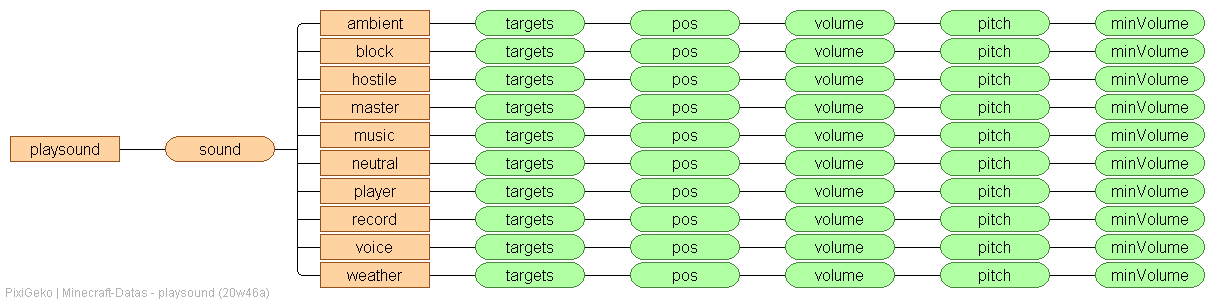 ambient targets pos volume pitch minVolume
block targets pos volume pitch minVolume
hostile targets pos volume pitch minVolume
master targets pos volume pitch minVolume
playsound sound music targets pos volume pitch minVolume
neutral targets pos volume pitch minVolume
player targets pos volume pitch minVolume
record targets pos volume pitch minVolume
voice targets pos volume pitch minVolume
weather targets pos volume pitch minVolume
PixiGeko | Minecraft-Datas - playsound (20w46a)